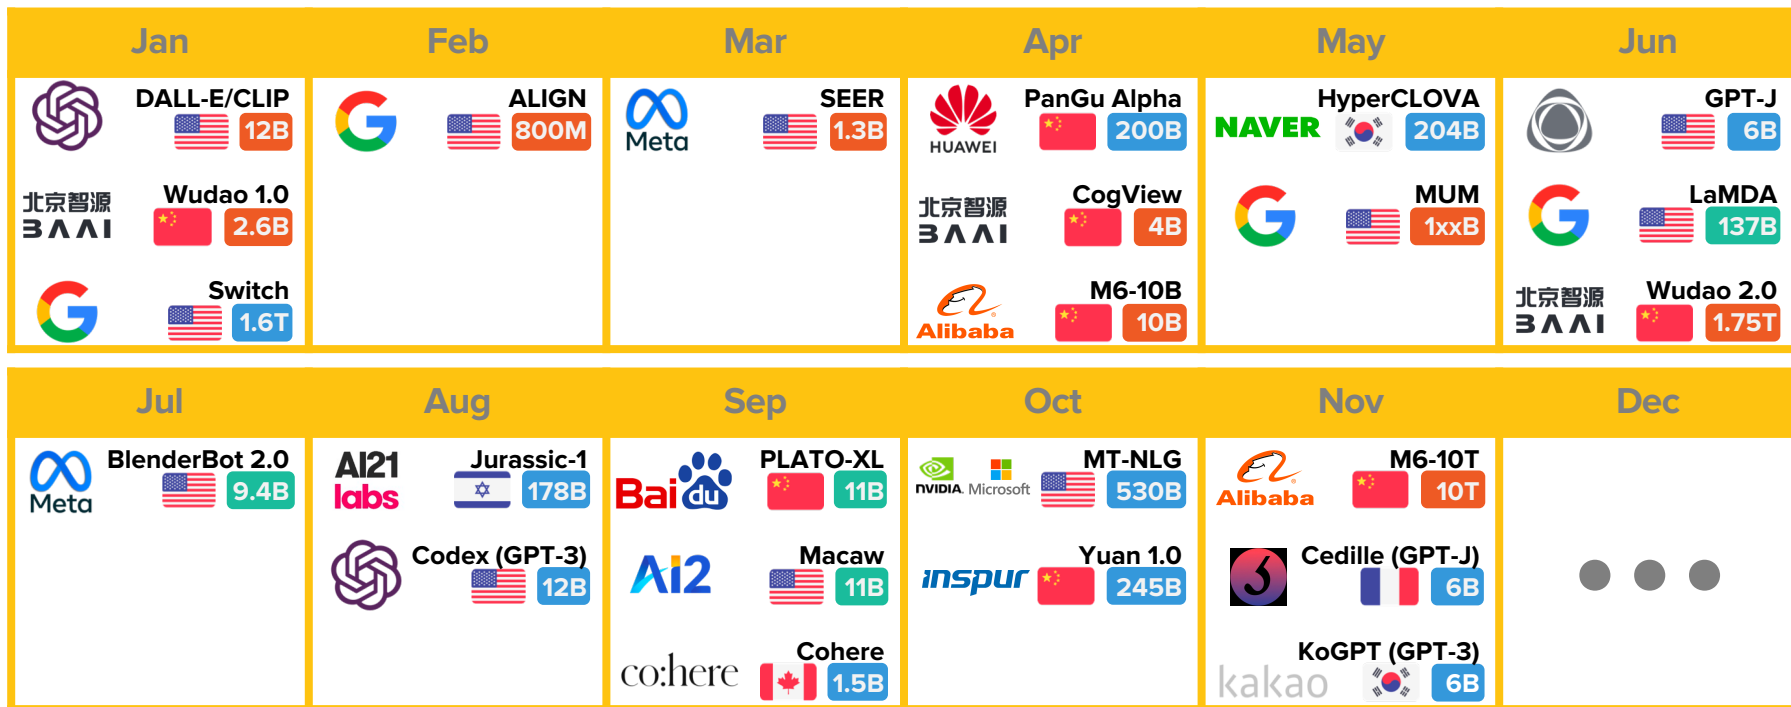 Jan
Feb
Mar
Apr
May
Jun
DALL-E/CLIP
12B
北京智源
BAAI
Wudao 1.0
2.6B
Switch
1.6T
ALIGN
800M
Meta
SEER
1.3B
HUAWEI
PanGu Alpha
200B
北京智源
BAAI
CogView
4B
Alibaba
M6-10B
10B
NAVER
HyperCLOVA
204B
MUM
1xxB
GPT-J
6B
LaMDA
137B
北京智源
BAAI
Wudao 2.0
1.75T
Jul
Aug
Sep
Oct
Nov
Dec
Meta
BlenderBot 2.0
9.4B
AI21
labs
Jurassic-1
178B
Codex (GPT-3)
12B
Bai du
PLATO-XL
11B
Ai2
Macaw
11B
co:here
Cohere
1.5B
NVIDIA.
Microsoft
MT-NLG
530B
inspur
Yuan 1.0
245B
Alibaba
M6-10T
10T
Cedille (GPT-J)
6B
kakao
KoGPT (GPT-3)
6B